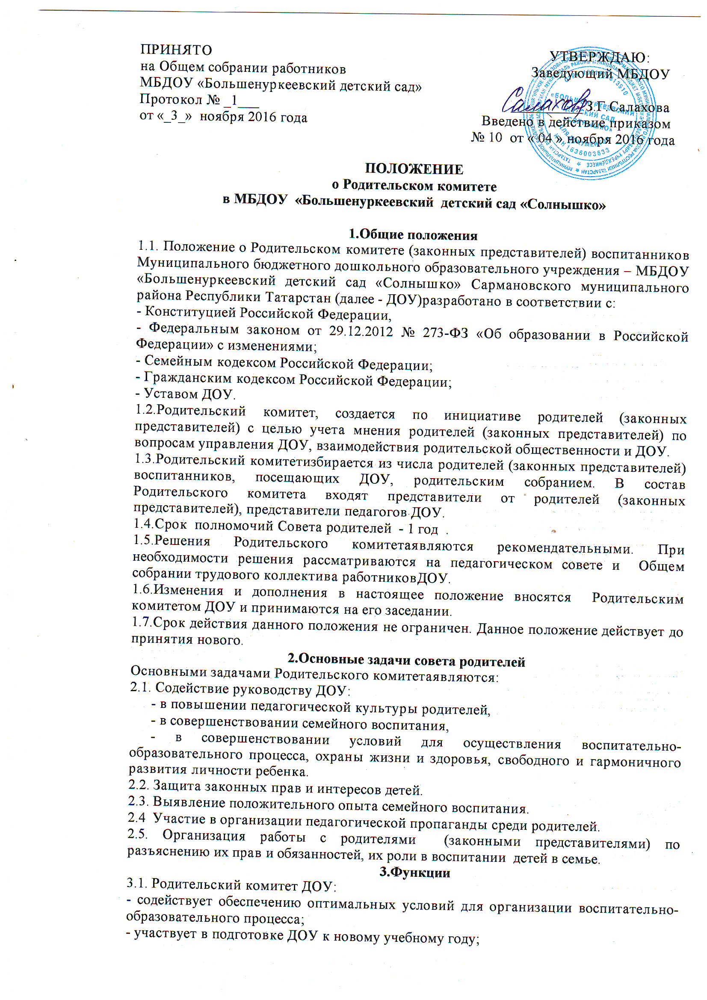 ПРИНЯТО
на Общем собрании работников
МБДОУ «Большенуркеевский детский сад»
Протокол № _1___
от «_3_»  ноября 2016 года
УТВЕРЖДАЮ:
Заведующий МБДОУ
Салахова З.Г.Салахова
Введено в действие приказом
№ 10  от « 04 » ноября 2016 года
«БОЛЬШЕНУРКЕЕВСКИЙ
ДЕТСКИЙ САД
«СОЛНЫШКО»
ДЛЯ ДОКУМЕНТОВ
ИНН 1636003633
ПОЛОЖЕНИЕ
о Родительском комитете
в МБДОУ  «Большенуркеевский  детский сад «Солнышко»
1.Общие положения
1.1. Положение о Родительском комитете (законных представителей) воспитанников
Муниципального бюджетного дошкольного образовательного учреждения – МБДОУ
«Большенуркеевский детский сад «Солнышко» Сармановского муниципального
района Республики Татарстан (далее - ДОУ)разработано в соответствии с:
- Конституцией Российской Федерации,
- Федеральным законом от 29.12.2012 № 273-ФЗ «Об образовании в Российской
Федерации» с изменениями;
- Семейным кодексом Российской Федерации;
- Гражданским кодексом Российской Федерации;
- Уставом ДОУ.
1.2.Родительский комитет, создается по инициативе родителей (законных
представителей) с целью учета мнения родителей (законных представителей) по
вопросам управления ДОУ, взаимодействия родительской общественности и ДОУ.
1.3.Родительский комитетизбирается из числа родителей (законных представителей)
воспитанников, посещающих ДОУ, родительским собранием. В состав
Родительского комитета входят представители от родителей (законных
представителей), представители педагогов ДОУ.
1.4.Срок  полномочий Совета родителей  - 1 год  .
1.5.Решения Родительского комитетаявляются рекомендательными. При
необходимости решения рассматриваются на педагогическом совете и  Общем
собрании трудового коллектива работниковДОУ.
1.6.Изменения и дополнения в настоящее положение вносятся  Родительским
комитетом ДОУ и принимаются на его заседании.
1.7.Срок действия данного положения не ограничен. Данное положение действует до
принятия нового.
2.Основные задачи совета родителей
Основными задачами Родительского комитетаявляются:
2.1. Содействие руководству ДОУ:
- в повышении педагогической культуры родителей,
- в совершенствовании семейного воспитания,
- в совершенствовании условий для осуществления воспитательно-
образовательного процесса, охраны жизни и здоровья, свободного и гармоничного
развития личности ребенка.
2.2. Защита законных прав и интересов детей.
2.3. Выявление положительного опыта семейного воспитания.
2.4  Участие в организации педагогической пропаганды среди родителей.
2.5. Организация работы с родителями  (законными представителями) по
разъяснению их прав и обязанностей, их роли в воспитании  детей в семье.
3.Функции
3.1. Родительский комитет ДОУ:
- содействует обеспечению оптимальных условий для организации воспитательно-
образовательного процесса;
- участвует в подготовке ДОУ к новому учебному году;